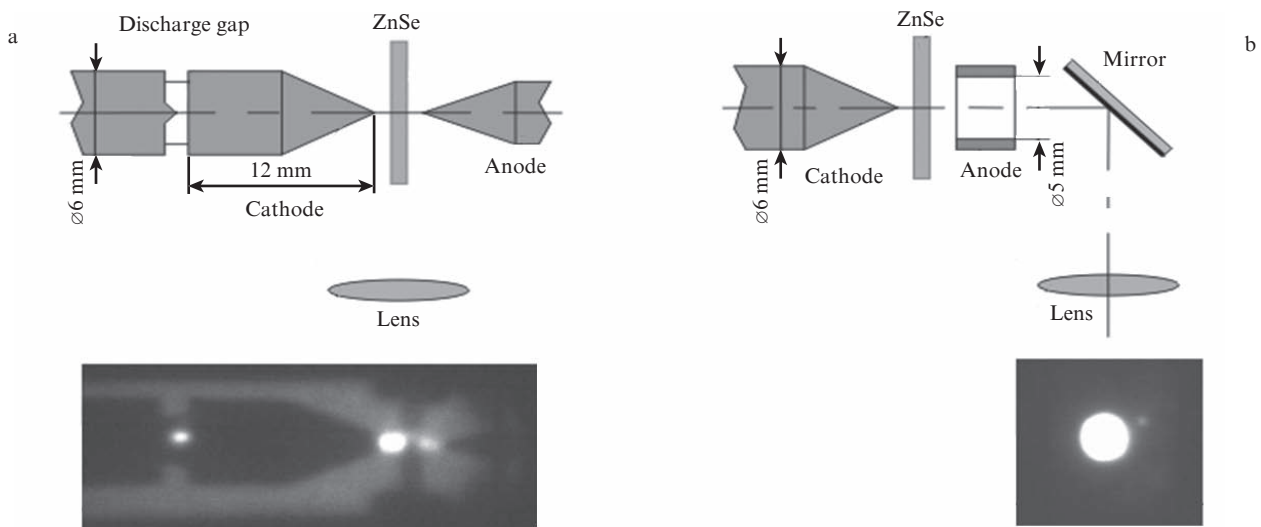 a
Discharge gap
ZnSe
⌀6 mm
12 mm
Cathode
Anode
Lens
b
ZnSe
Mirror
⌀6 mm
Cathode
Anode
⌀5 mm
Lens